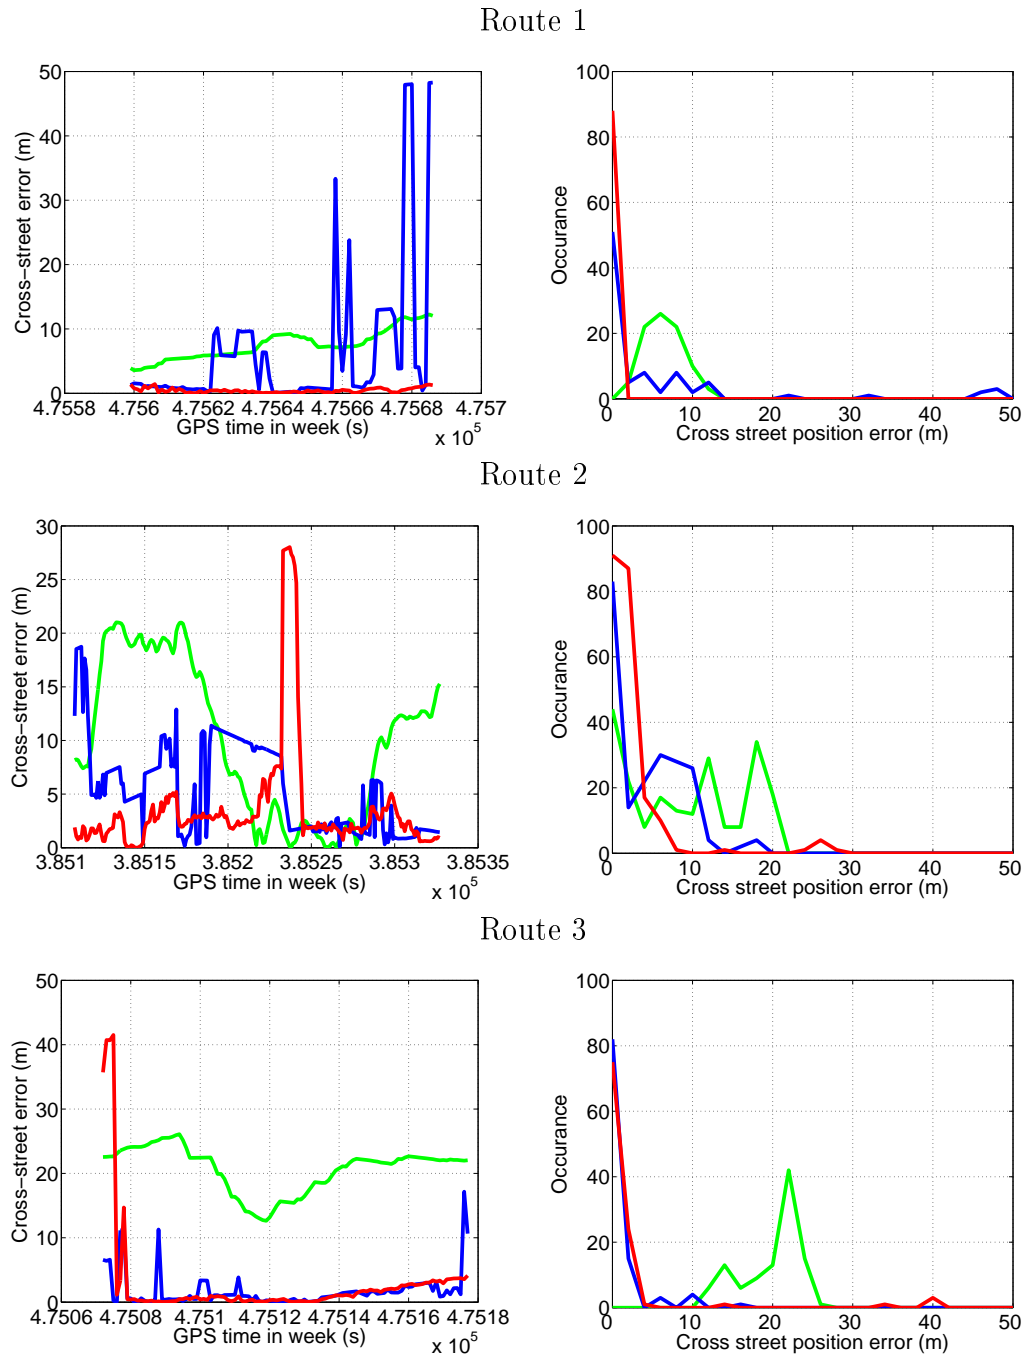 Route 1
50
40
30
20
10
0
Cross−street error (m)
4.7558 4.756 4.7562 4.7564 4.7566 4.7568 4.757
GPS time in week (s)
x 10^5
100
80
60
40
20
0
Occurance
0 10 20 30 40 50
Cross street position error (m)
Route 2
30
25
20
15
10
5
0
Cross−street error (m)
3.851 3.8515 3.852 3.8525 3.853 3.8535
GPS time in week (s)
x 10^5
100
80
60
40
20
0
Occurance
0 10 20 30 40 50
Cross street position error (m)
Route 3
50
40
30
20
10
0
Cross−street error (m)
4.7506 4.7508 4.751 4.7512 4.7514 4.7516 4.7518
GPS time in week (s)
x 10^5
100
80
60
40
20
0
Occurance
0 10 20 30 40 50
Cross street position error (m)